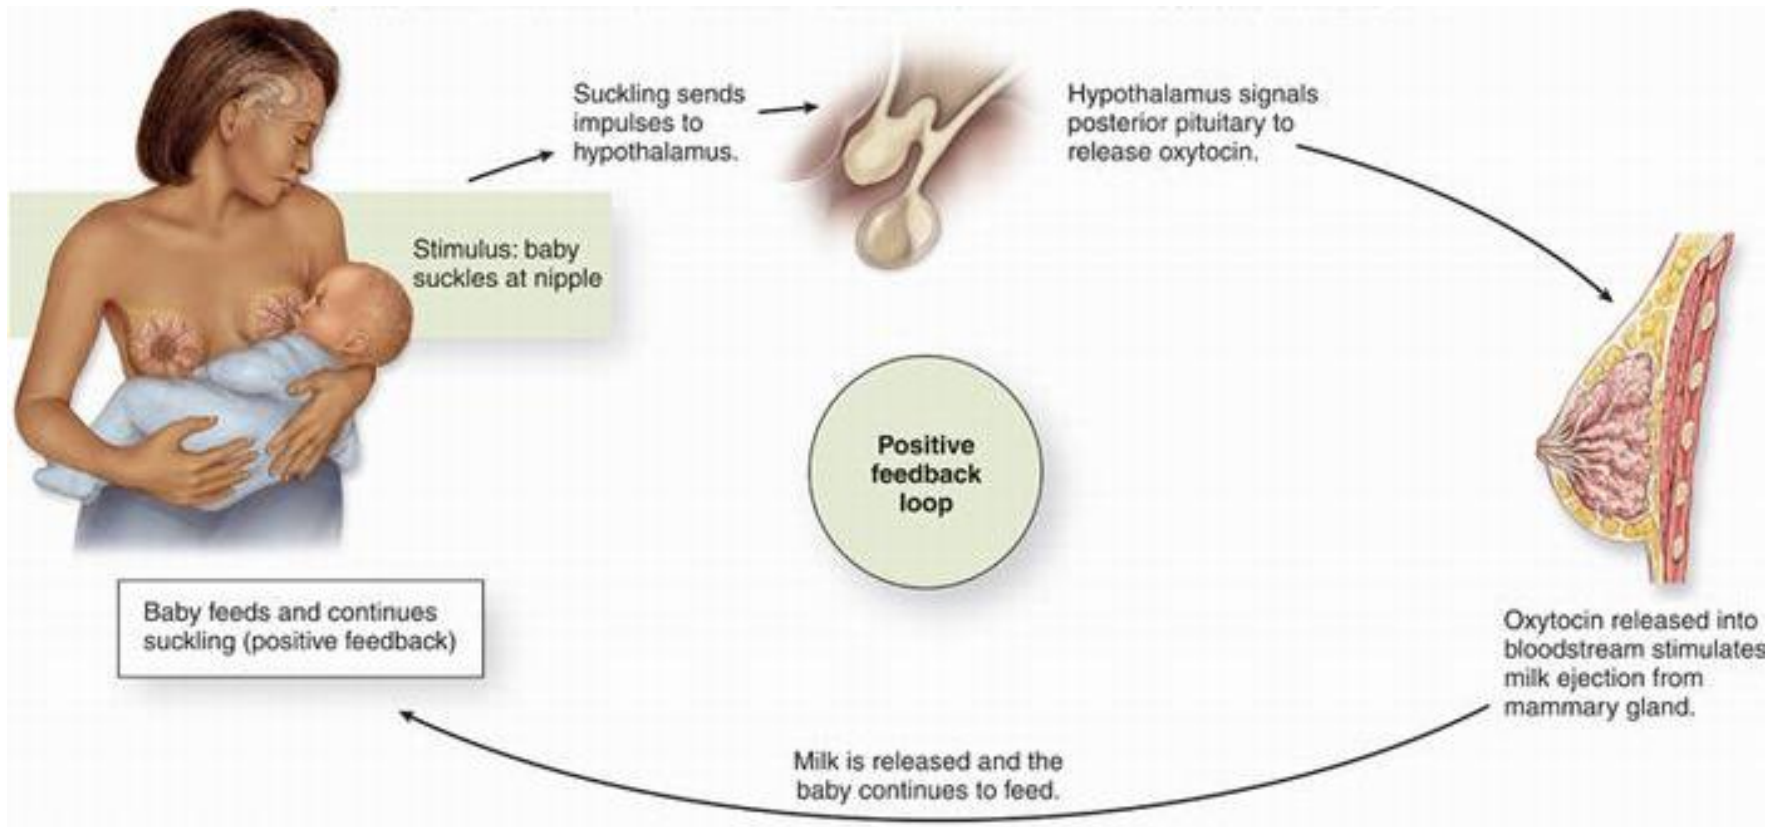 Suckling sends
impulses to
hypothalamus.
Hypothalamus signals
posterior pituitary to
release oxytocin.
Stimulus: baby
suckles at nipple
Positive
feedback
loop
Baby feeds and continues
suckling (positive feedback)
Oxytocin released into
bloodstream stimulates
milk ejection from
mammary gland.
Milk is released and the
baby continues to feed.